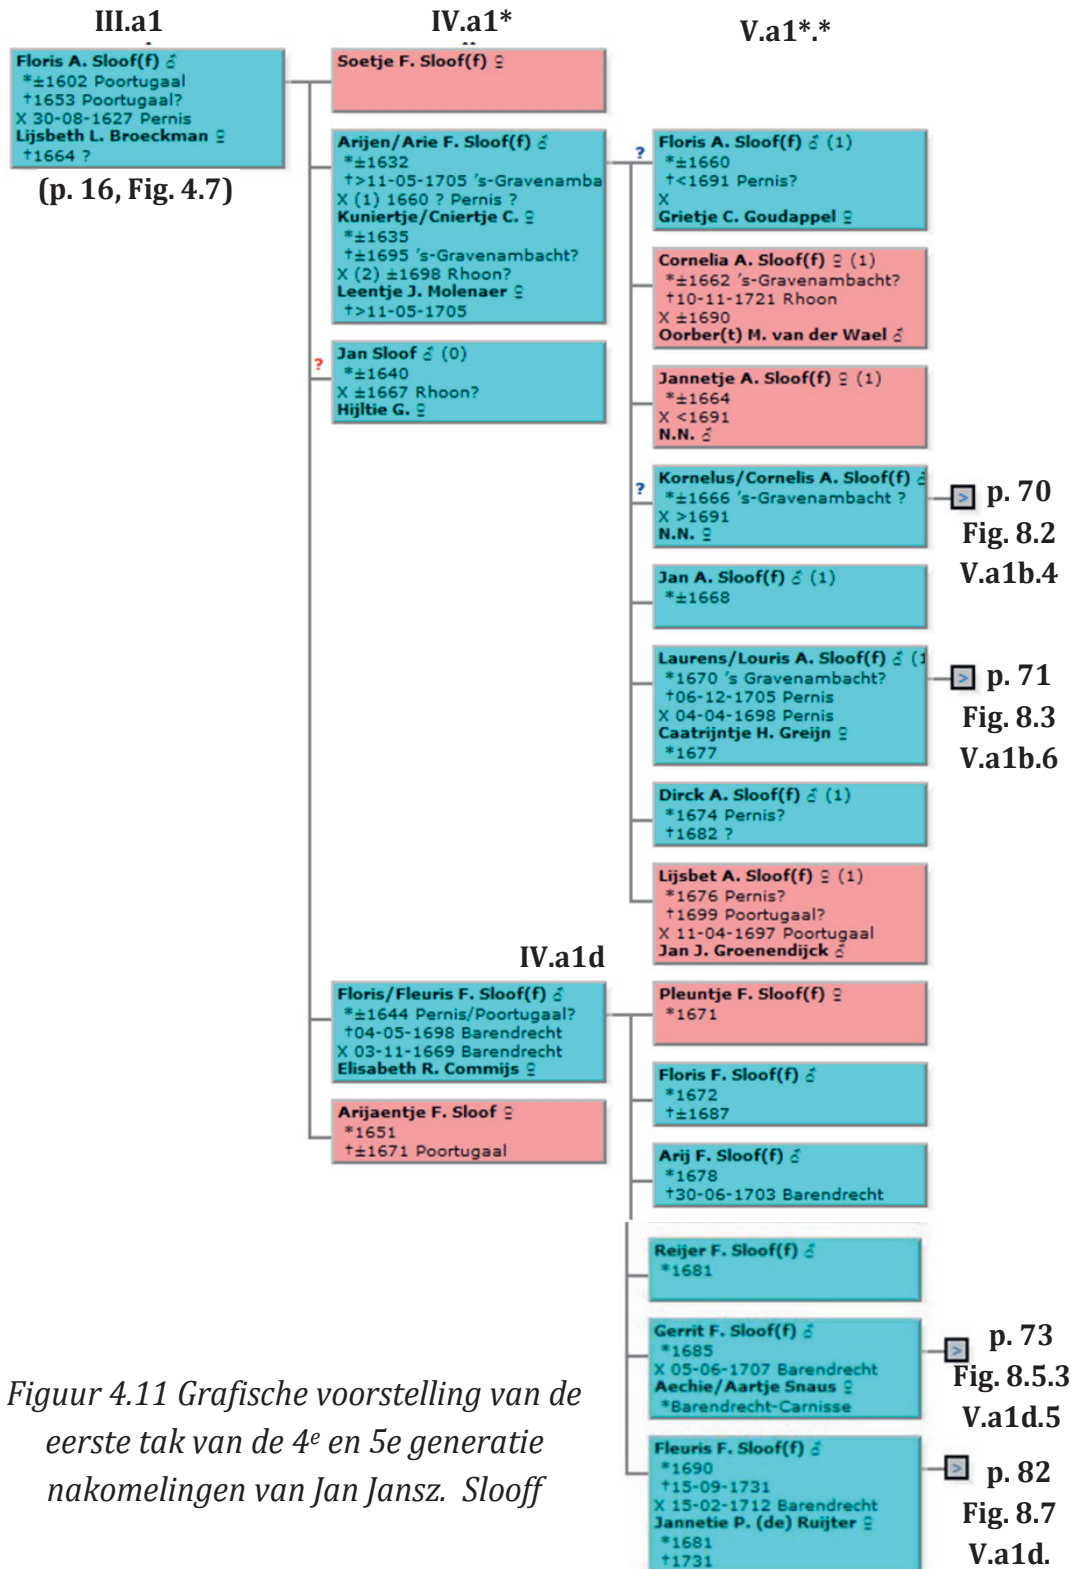 III.a1
IV.a1*
V.a1*.*
Floris A. Sloof(f) ♂
*±1602 Poortugaal
†1653 Poortugaal?
X 30-08-1627 Pernis
Lijsbeth L. Broeckman ♀
†1664 ?
(p. 16, Fig. 4.7)
Soetje F. Sloof(f) ♀
Arijen/Arie F. Sloof(f) ♂
*±1632
†>11-05-1705 's-Gravenamba
X (1) 1660 ? Pernis ?
Kuniertje/Cniertje C. ♀
*±1635
†±1695 's-Gravenambacht?
X (2) ±1698 Rhoon?
Leentje J. Molenaer ♀
†>11-05-1705
?
Jan Sloof ♂ (0)
*±1640
X ±1667 Rhoon?
Hijltie G. ♀
?
Floris A. Sloof(f) ♂ (1)
*±1660
†<1691 Pernis?
X
Grietje C. Goudappel ♀
Cornelia A. Sloof(f) ♀ (1)
*±1662 's-Gravenambacht?
†10-11-1721 Rhoon
X ±1690
Oorber(t) M. van der Wael ♂
Jannetje A. Sloof(f) ♀ (1)
*±1664
X <1691
N.N. ♂
?
Kornelus/Cornelis A. Sloof(f) ♂
*±1666 's-Gravenambacht ?
X >1691
N.N. ♀
> p. 70
Fig. 8.2
V.a1b.4
Jan A. Sloof(f) ♂ (1)
*±1668
Laurens/Louris A. Sloof(f) ♂ (1
*1670 's Gravenambacht?
†06-12-1705 Pernis
X 04-04-1698 Pernis
Caatrijntje H. Greijn ♀
*1677
> p. 71
Fig. 8.3
V.a1b.6
Dirck A. Sloof(f) ♂ (1)
*1674 Pernis?
†1682 ?
Lijsbet A. Sloof(f) ♀ (1)
*1676 Pernis?
†1699 Poortugaal?
X 11-04-1697 Poortugaal
Jan J. Groenendijck ♂
IV.a1d
Floris/Fleuris F. Sloof(f) ♂
*±1644 Pernis/Poortugaal?
†04-05-1698 Barendrecht
X 03-11-1669 Barendrecht
Elisabeth R. Commijs ♀
Arijaentje F. Sloof ♀
*1651
†±1671 Poortugaal
Pleuntje F. Sloof(f) ♀
*1671
Floris F. Sloof(f) ♂
*1672
†±1687
Arij F. Sloof(f) ♂
*1678
†30-06-1703 Barendrecht
Reijer F. Sloof(f) ♂
*1681
Gerrit F. Sloof(f) ♂
*1685
X 05-06-1707 Barendrecht
Aechie/Aartje Snaus ♀
*Barendrecht-Carnisse
> p. 73
Fig. 8.5.3
V.a1d.5
Fleuris F. Sloof(f) ♂
*1690
†15-09-1731
X 15-02-1712 Barendrecht
Jannetie P. (de) Ruijter ♀
*1681
†1731
> p. 82
Fig. 8.7
V.a1d.
Figuur 4.11 Grafische voorstelling van de
eerste tak van de 4e en 5e generatie
nakomelingen van Jan Jansz. Slooff